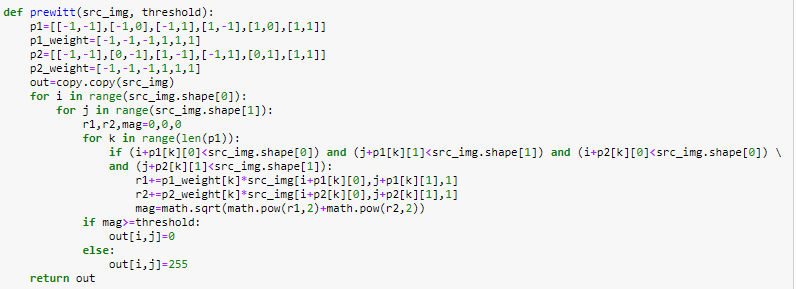 def prewitt(src_img, threshold):
    p1=[[-1,-1],[-1,0],[-1,1],[1,-1],[1,0],[1,1]]
    p1_weight=[-1,-1,-1,1,1,1]
    p2=[[-1,-1],[0,-1],[1,-1],[-1,1],[0,1],[1,1]]
    p2_weight=[-1,-1,-1,1,1,1]
    out=copy.copy(src_img)
    for i in range(src_img.shape[0]):
        for j in range(src_img.shape[1]):
            r1,r2,mag=0,0,0
            for k in range(len(p1)):
                if (i+p1[k][0]<src_img.shape[0]) and (j+p1[k][1]<src_img.shape[1]) and (i+p2[k][0]<src_img.shape[0]) \
                and (j+p2[k][1]<src_img.shape[1]):
                    r1+=p1_weight[k]*src_img[i+p1[k][0],j+p1[k][1],1]
                    r2+=p2_weight[k]*src_img[i+p2[k][0],j+p2[k][1],1]
                    mag=math.sqrt(math.pow(r1,2)+math.pow(r2,2))
            if mag>=threshold:
                out[i,j]=0
            else:
                out[i,j]=255
    return out